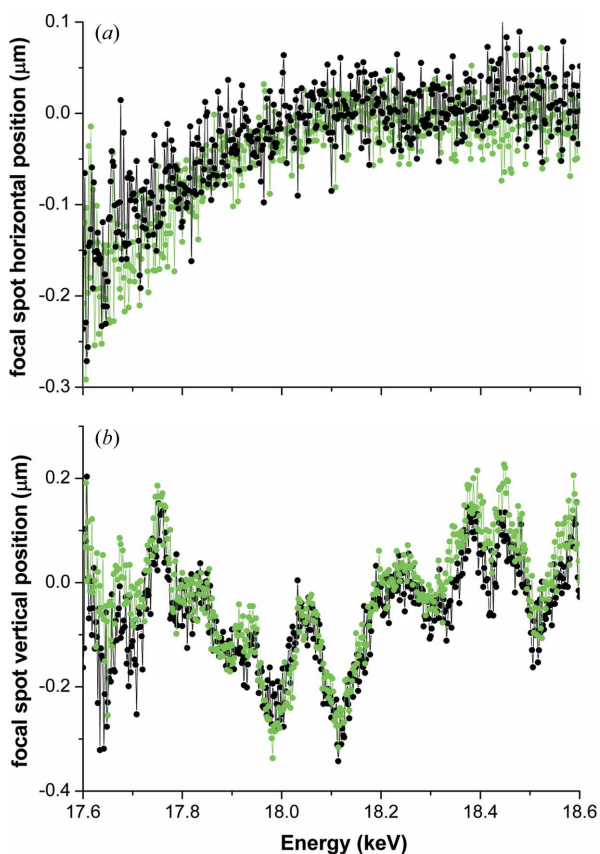 (a)
0.1
0.0
-0.1
-0.2
-0.3
focal spot horizontal position (μm)
(b)
0.2
0.0
-0.2
-0.4
focal spot vertical position (μm)
17.6 17.8 18.0 18.2 18.4 18.6
Energy (keV)